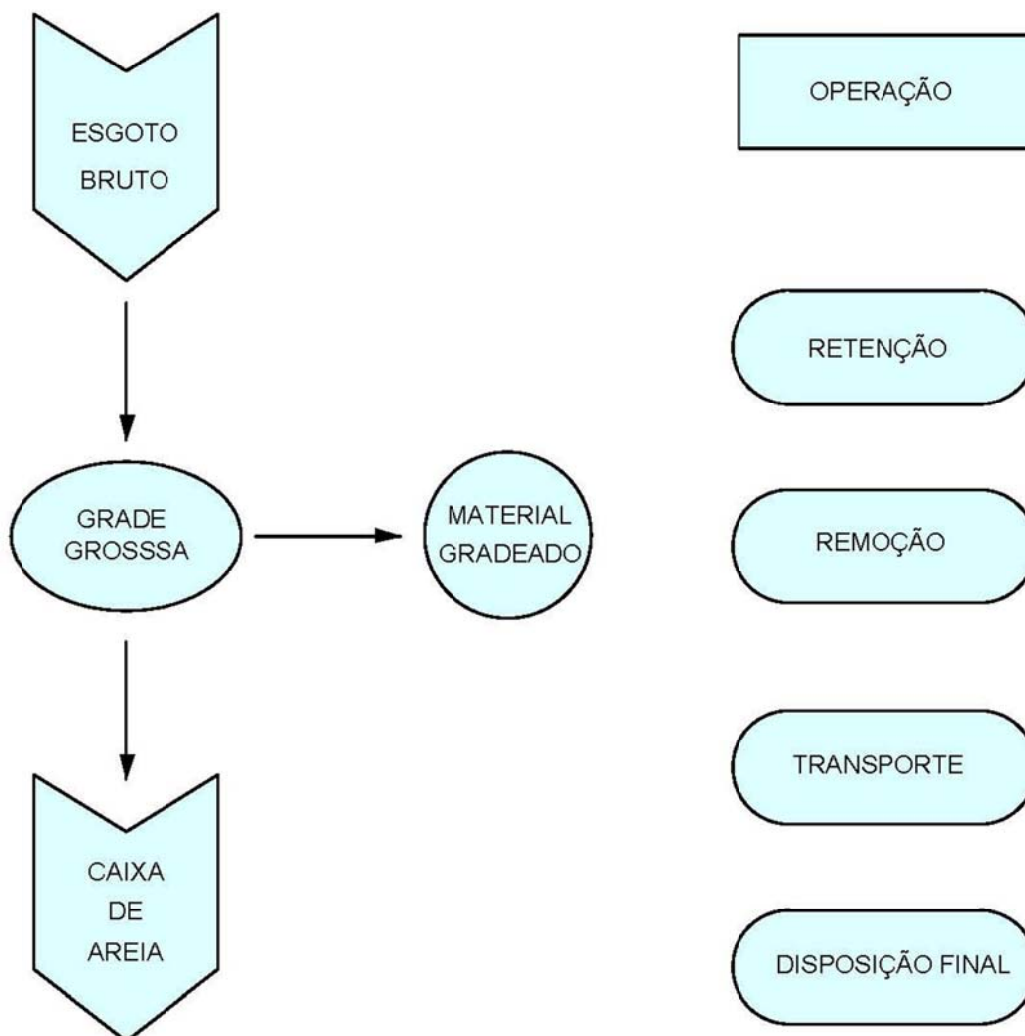 ESGOTO
BRUTO
GRADE
GROSSSA
MATERIAL
GRADEADO
CAIXA
DE
AREIA
OPERAÇÃO
RETENÇÃO
REMOÇÃO
TRANSPORTE
DISPOSIÇÃO FINAL